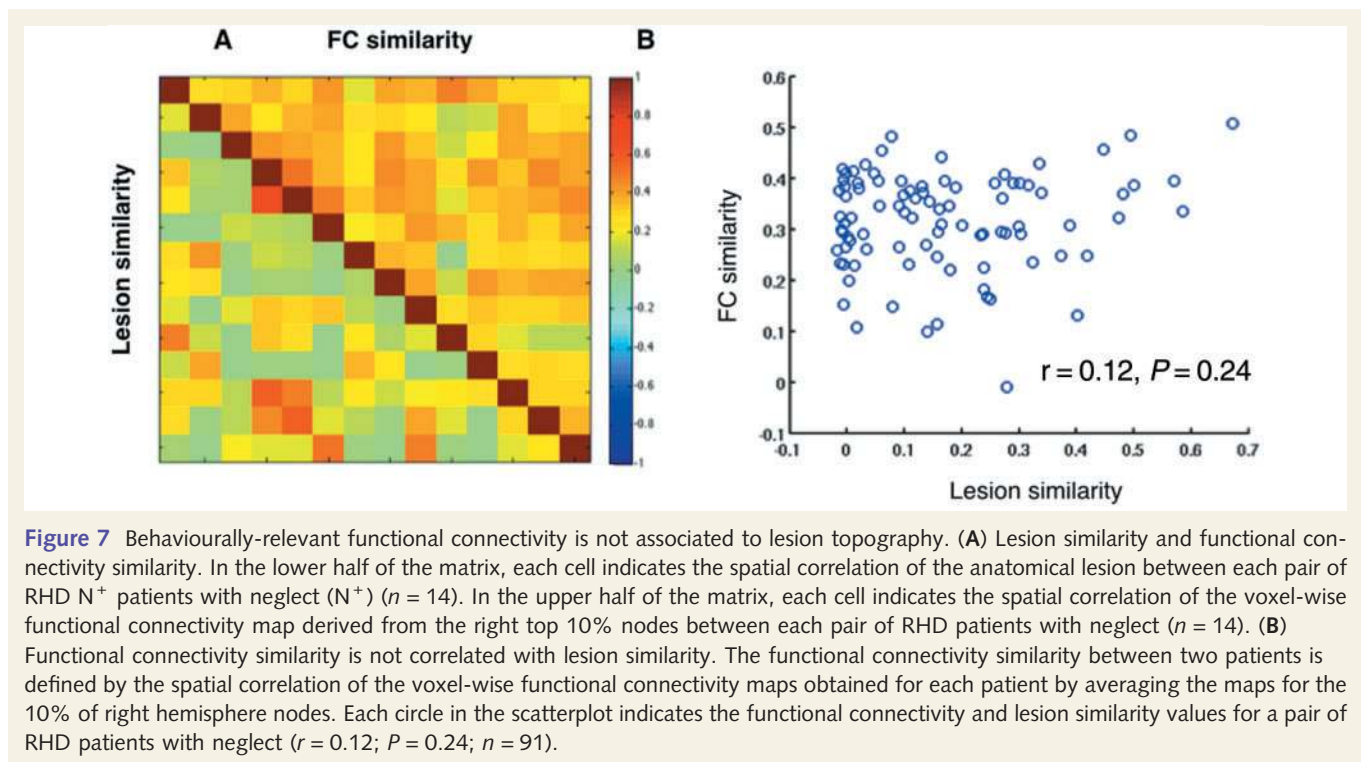 A
FC similarity
B
Lesion similarity
1
0.8
0.6
0.4
0.2
0
-0.2
-0.4
-0.6
-0.8
-1
0.6
0.5
0.4
0.3
0.2
0.1
0
-0.1
FC similarity
r = 0.12, P = 0.24
-0.1 0 0.1 0.2 0.3 0.4 0.5 0.6 0.7
Lesion similarity
Figure 7 Behaviourally-relevant functional connectivity is not associated to lesion topography. (A) Lesion similarity and functional con-
nectivity similarity. In the lower half of the matrix, each cell indicates the spatial correlation of the anatomical lesion between each pair of
RHD N⁺ patients with neglect (N⁺) (n = 14). In the upper half of the matrix, each cell indicates the spatial correlation of the voxel-wise
functional connectivity map derived from the right top 10% nodes between each pair of RHD patients with neglect (n = 14). (B)
Functional connectivity similarity is not correlated with lesion similarity. The functional connectivity similarity between two patients is
defined by the spatial correlation of the voxel-wise functional connectivity maps obtained for each patient by averaging the maps for the
10% of right hemisphere nodes. Each circle in the scatterplot indicates the functional connectivity and lesion similarity values for a pair of
RHD patients with neglect (r = 0.12; P = 0.24; n = 91).